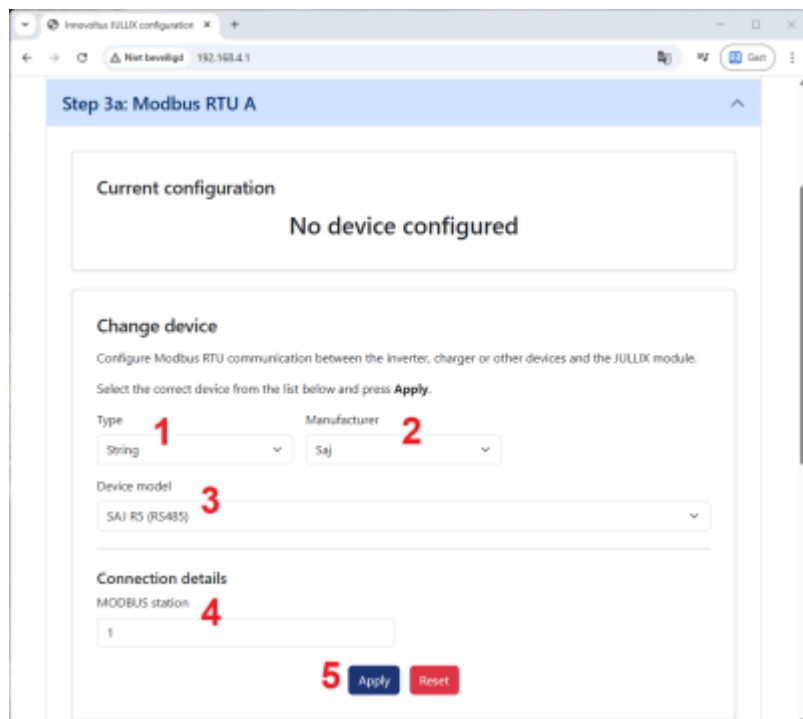 Innovoltus JULLIX configuration
Niet beveiligd 192.168.4.1 Gast
Step 3a: Modbus RTU A
Current configuration
No device configured
Change device
Configure Modbus RTU communication between the inverter, charger or other devices and the JULLIX module.
Select the correct device from the list below and press Apply.
Type 1 Manufacturer 2
String Saj
Device model 3
SAJ R5 (RS485)
Connection details
MODBUS station 4
1
5 Apply Reset